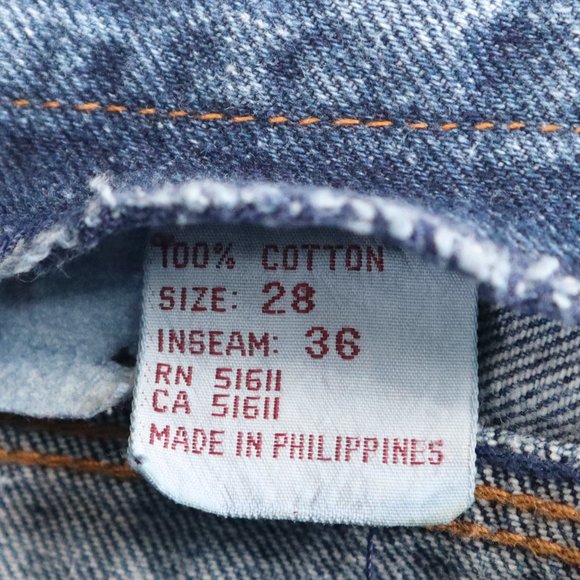 100% COTTON
SIZE: 28
INSEAM: 36
RN 51611
CA 51611
MADE IN PHILIPPINES